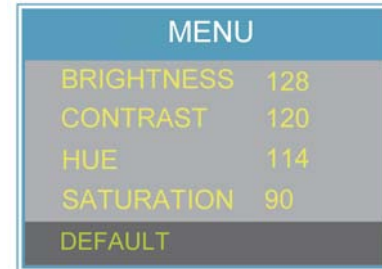 MENU
BRIGHTNESS 128
CONTRAST 120
HUE 114
SATURATION 90
DEFAULT